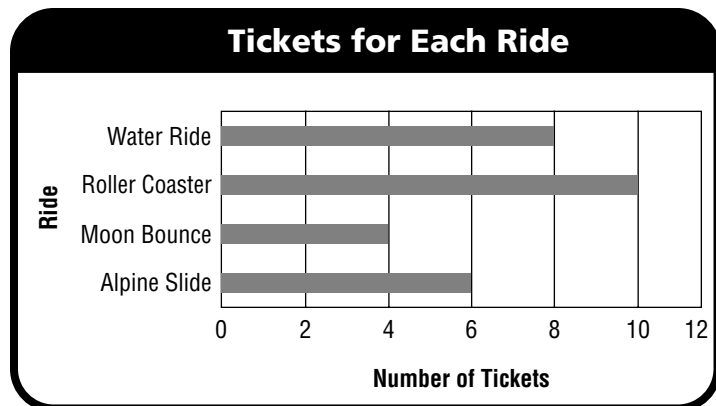 Tickets for Each Ride
Water Ride
Roller Coaster
Moon Bounce
Alpine Slide
Ride
0 2 4 6 8 10 12
Number of Tickets